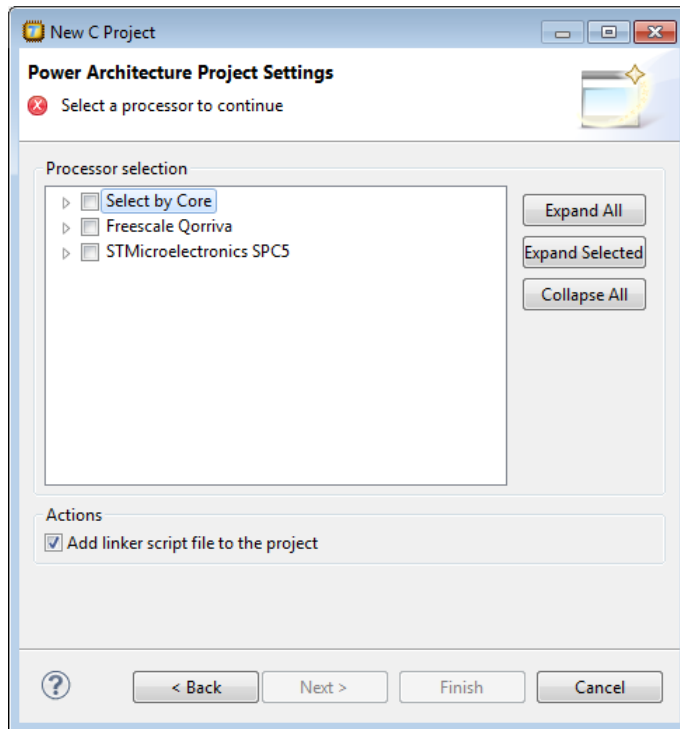 New C Project
Power Architecture Project Settings
Select a processor to continue
Processor selection
Select by Core
Freescale Qorriva
STMicroelectronics SPC5
Expand All
Expand Selected
Collapse All
Actions
Add linker script file to the project
?
< Back
Next >
Finish
Cancel